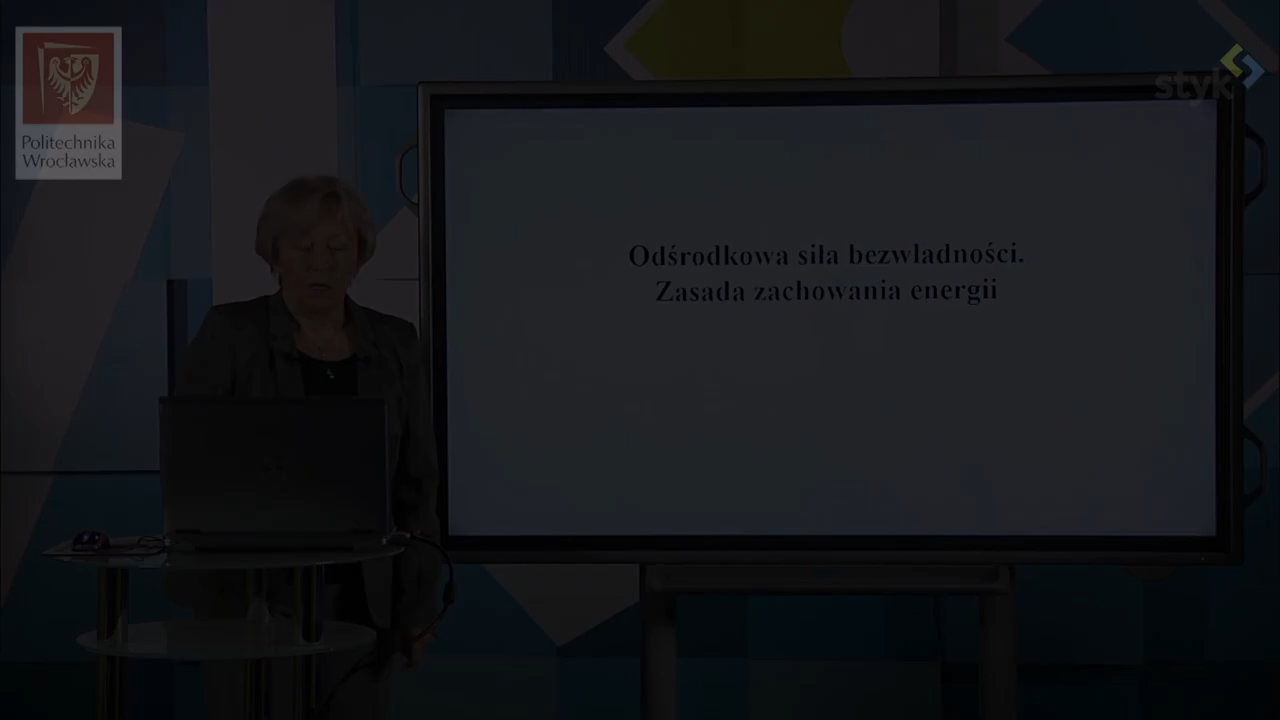 Politechnika
Wrocławska
styk
Odśrodkowa siła bezwładności.
Zasada zachowania energii